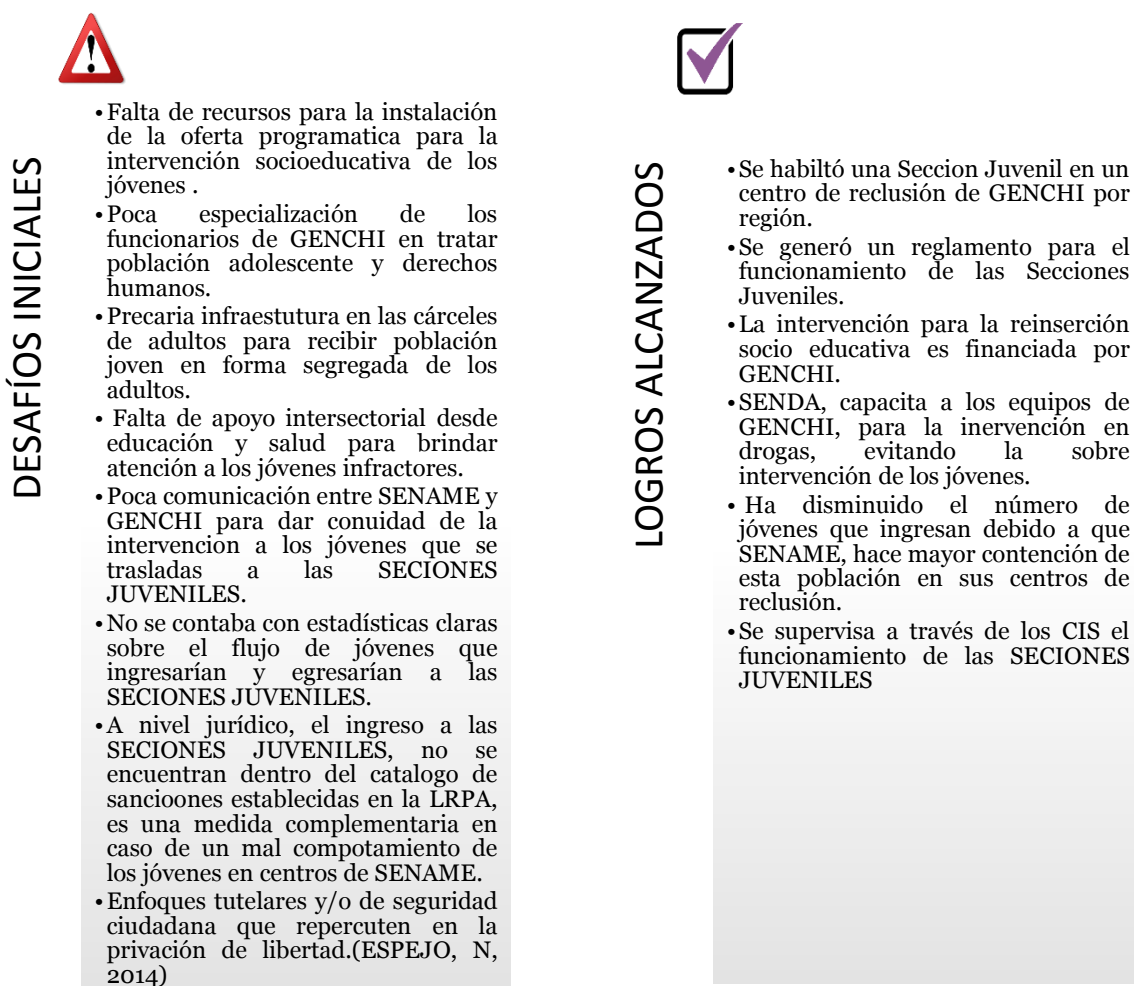 DESAFÍOS INICIALES
•Falta de recursos para la instalación
de la oferta programatica para la
intervención socioeducativa de los
jóvenes .
•Poca especialización de los
funcionarios de GENCHI en tratar
población adolescente y derechos
humanos.
•Precaria infraestutura en las cárceles
de adultos para recibir población
joven en forma segregada de los
adultos.
• Falta de apoyo intersectorial desde
educación y salud para brindar
atención a los jóvenes infractores.
•Poca comunicación entre SENAME y
GENCHI para dar conuidad de la
intervencion a los jóvenes que se
trasladas a las SECIONES
JUVENILES.
•No se contaba con estadísticas claras
sobre el flujo de jóvenes que
ingresarían y egresarían a las
SECIONES JUVENILES.
•A nivel jurídico, el ingreso a las
SECIONES JUVENILES, no se
encuentran dentro del catalogo de
sancioones establecidas en la LRPA,
es una medida complementaria en
caso de un mal compotamiento de
los jóvenes en centros de SENAME.
•Enfoques tutelares y/o de seguridad
ciudadana que repercuten en la
privación de libertad.(ESPEJO, N,
2014)
LOGROS ALCANZADOS
•Se habiltó una Seccion Juvenil en un
centro de reclusión de GENCHI por
región.
•Se generó un reglamento para el
funcionamiento de las Secciones
Juveniles.
•La intervención para la reinserción
socio educativa es financiada por
GENCHI.
•SENDA, capacita a los equipos de
GENCHI, para la inervención en
drogas, evitando la sobre
intervención de los jóvenes.
• Ha disminuido el número de
jóvenes que ingresan debido a que
SENAME, hace mayor contención de
esta población en sus centros de
reclusión.
•Se supervisa a través de los CIS el
funcionamiento de las SECIONES
JUVENILES